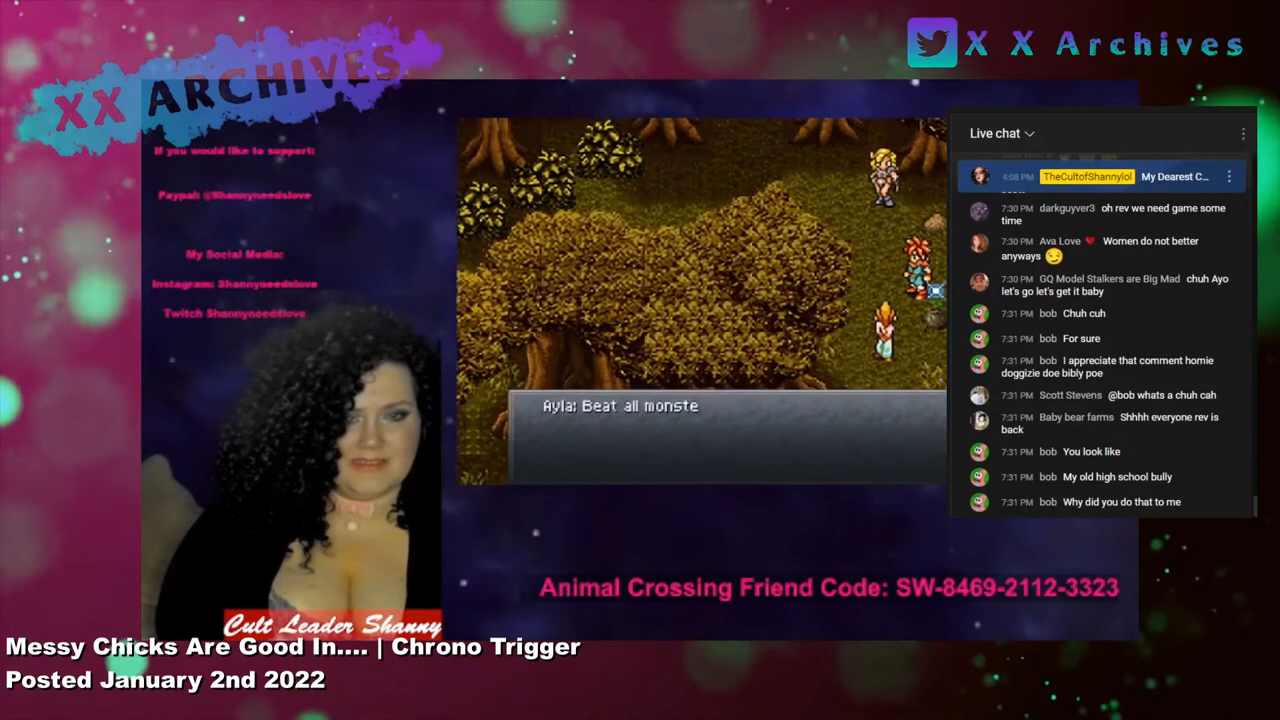 XX ARCHIVES
X X Archives
If you would like to support:
Paypal: @Shannyneedslove
My Social Media:
Instagram: Shannyneedslove
Twitch Shannyneedslove
Ayla: Beat all monste
Live chat
4:08 PM TheCultofShannylol My Dearest C...
7:30 PM darkguyver3 oh rev we need game some
time
7:30 PM Ava Love ❤ Women do not better
anyways 😏
7:30 PM GQ Model Stalkers are Big Mad chuh Ayo
let's go let's get it baby
7:31 PM bob Chuh cuh
7:31 PM bob For sure
7:31 PM bob I appreciate that comment homie
doggizie doe bibly poe
7:31 PM Scott Stevens @bob whats a chuh cah
7:31 PM Baby bear farms Shhhh everyone rev is
back
7:31 PM bob You look like
7:31 PM bob My old high school bully
7:31 PM bob Why did you do that to me
Animal Crossing Friend Code: SW-8469-2112-3323
Cult Leader Shanny
Messy Chicks Are Good In.... | Chrono Trigger
Posted January 2nd 2022